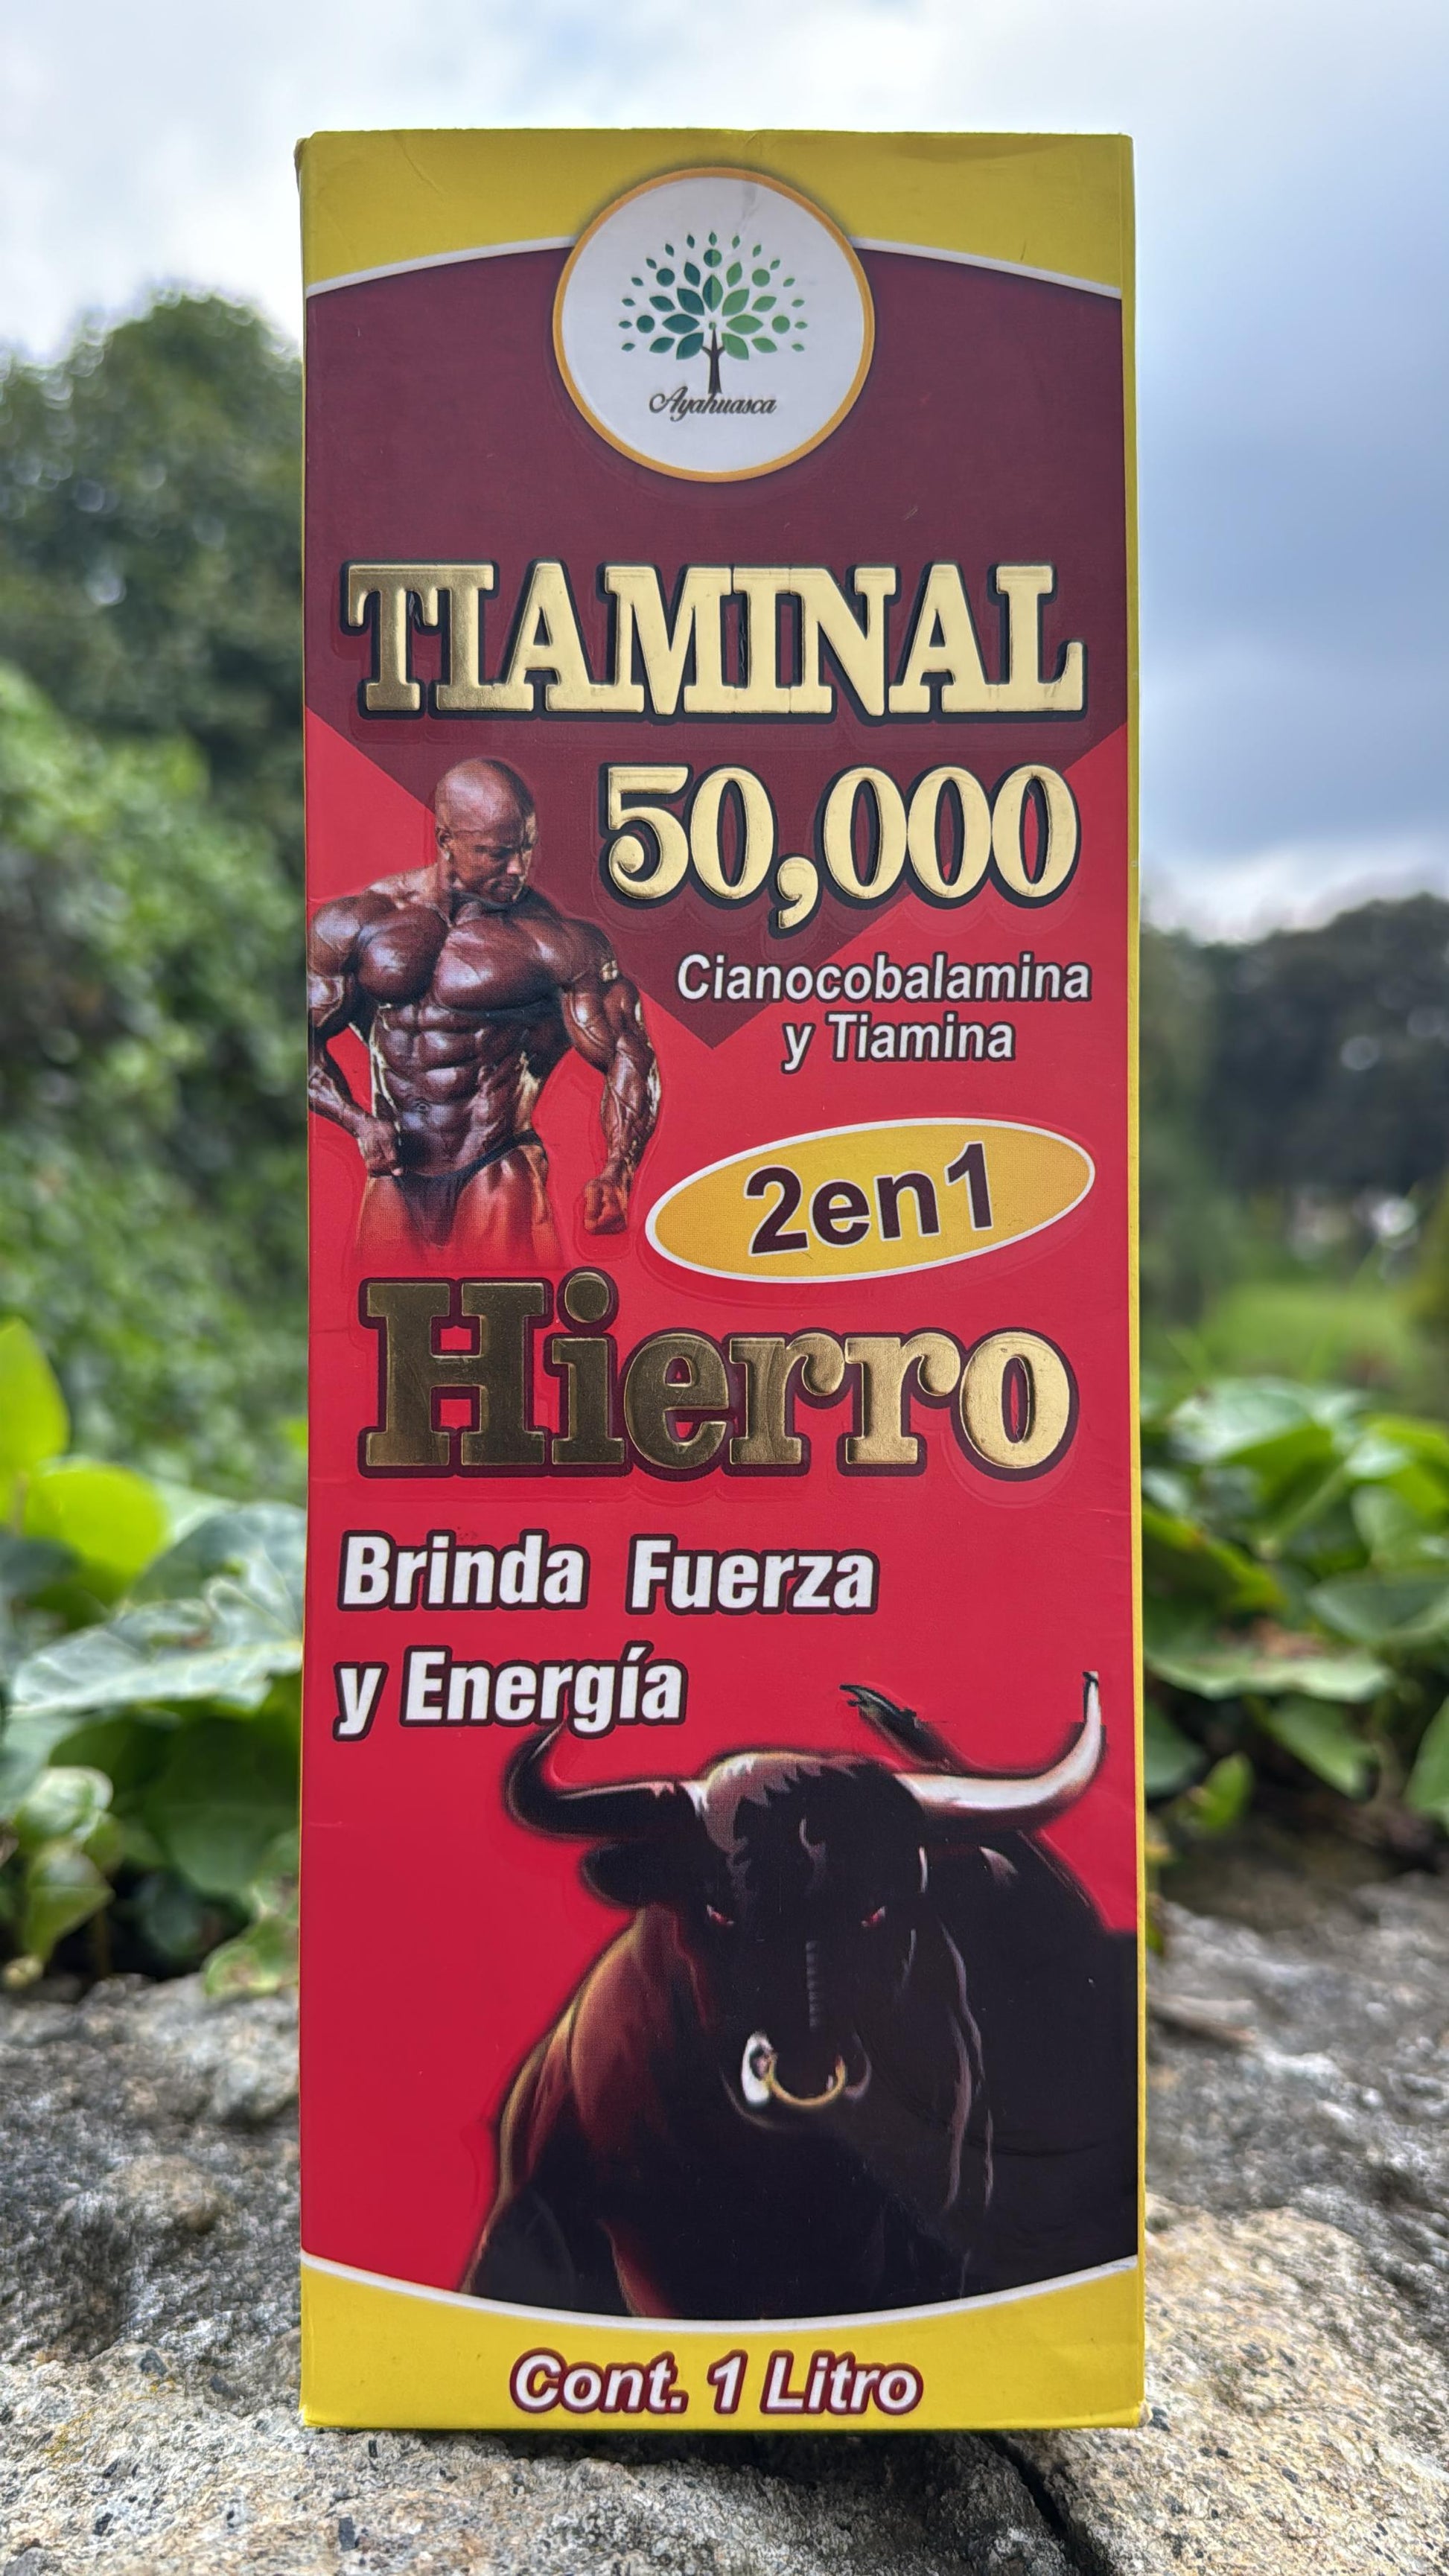 Ayahuasca
TIAMINAL
50,000
Cianocobalamina
y Tiamina
2en1
Hierro
Brinda Fuerza
y Energía
Cont. 1 Litro